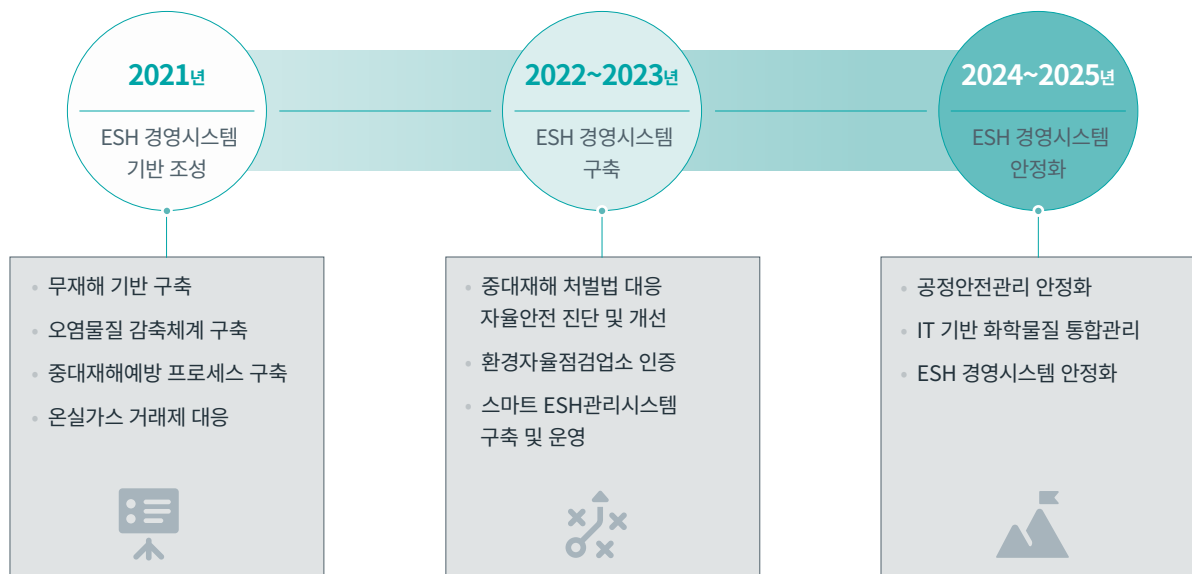 2021년
ESH 경영시스템
기반 조성
• 무재해 기반 구축
• 오염물질 감축체계 구축
• 중대재해예방 프로세스 구축
• 온실가스 거래제 대응
2022~2023년
ESH 경영시스템
구축
• 중대재해 처벌법 대응
자율안전 진단 및 개선
• 환경자율점검업소 인증
• 스마트 ESH관리시스템
구축 및 운영
2024~2025년
ESH 경영시스템
안정화
• 공정안전관리 안정화
• IT 기반 화학물질 통합관리
• ESH 경영시스템 안정화